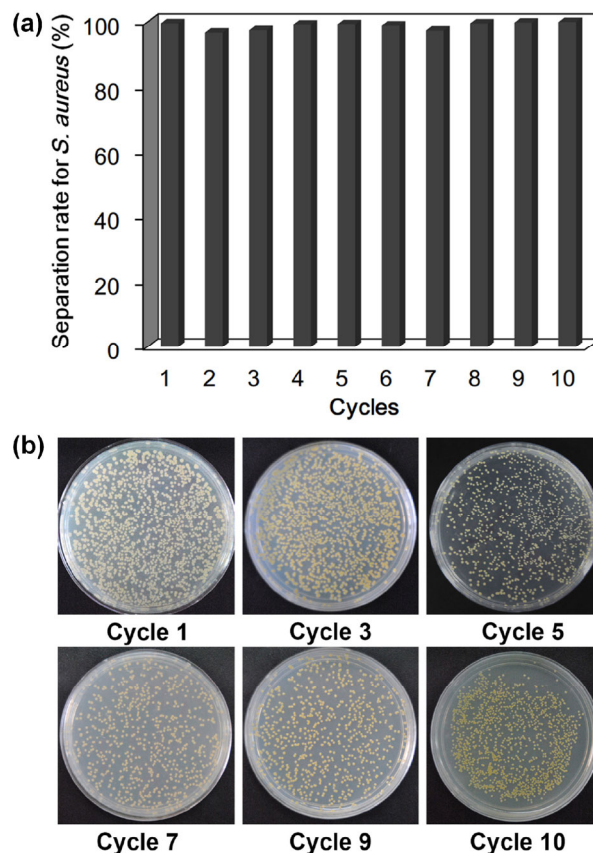 (a)
Separation rate for S. aureus (%)
100
80
60
40
20
0
1 2 3 4 5 6 7 8 9 10
Cycles
(b)
Cycle 1 Cycle 3 Cycle 5
Cycle 7 Cycle 9 Cycle 10